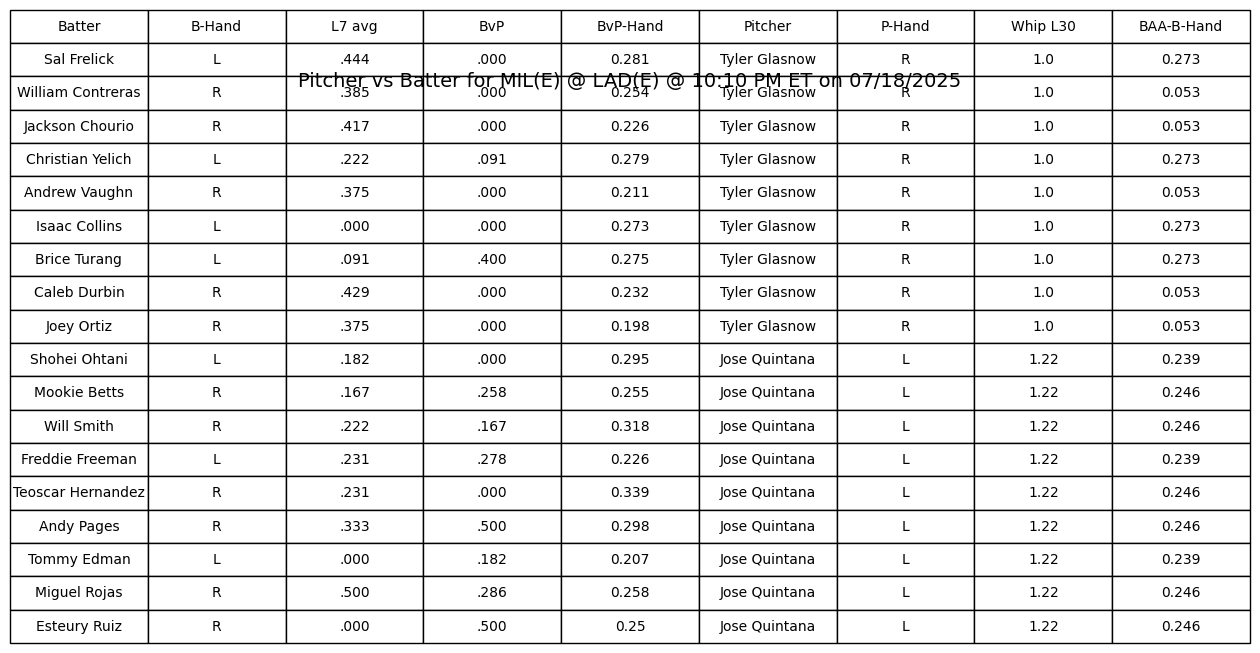 Batter B-Hand L7 avg BvP BvP-Hand Pitcher P-Hand Whip L30 BAA-B-Hand
Sal Frelick L .444 .000 0.281 Tyler Glasnow R 1.0 0.273
Pitcher vs Batter for MIL(E) @ LAD(E) @ 10:10 PM ET on 07/18/2025
William Contreras R .385 .000 0.254 Tyler Glasnow R 1.0 0.053
Jackson Chourio R .417 .000 0.226 Tyler Glasnow R 1.0 0.053
Christian Yelich L .222 .091 0.279 Tyler Glasnow R 1.0 0.273
Andrew Vaughn R .375 .000 0.211 Tyler Glasnow R 1.0 0.053
Isaac Collins L .000 .000 0.273 Tyler Glasnow R 1.0 0.273
Brice Turang L .091 .400 0.275 Tyler Glasnow R 1.0 0.273
Caleb Durbin R .429 .000 0.232 Tyler Glasnow R 1.0 0.053
Joey Ortiz R .375 .000 0.198 Tyler Glasnow R 1.0 0.053
Shohei Ohtani L .182 .000 0.295 Jose Quintana L 1.22 0.239
Mookie Betts R .167 .258 0.255 Jose Quintana L 1.22 0.246
Will Smith R .222 .167 0.318 Jose Quintana L 1.22 0.246
Freddie Freeman L .231 .278 0.226 Jose Quintana L 1.22 0.239
Teoscar Hernandez R .231 .000 0.339 Jose Quintana L 1.22 0.246
Andy Pages R .333 .500 0.298 Jose Quintana L 1.22 0.246
Tommy Edman L .000 .182 0.207 Jose Quintana L 1.22 0.239
Miguel Rojas R .500 .286 0.258 Jose Quintana L 1.22 0.246
Esteury Ruiz R .000 .500 0.25 Jose Quintana L 1.22 0.246